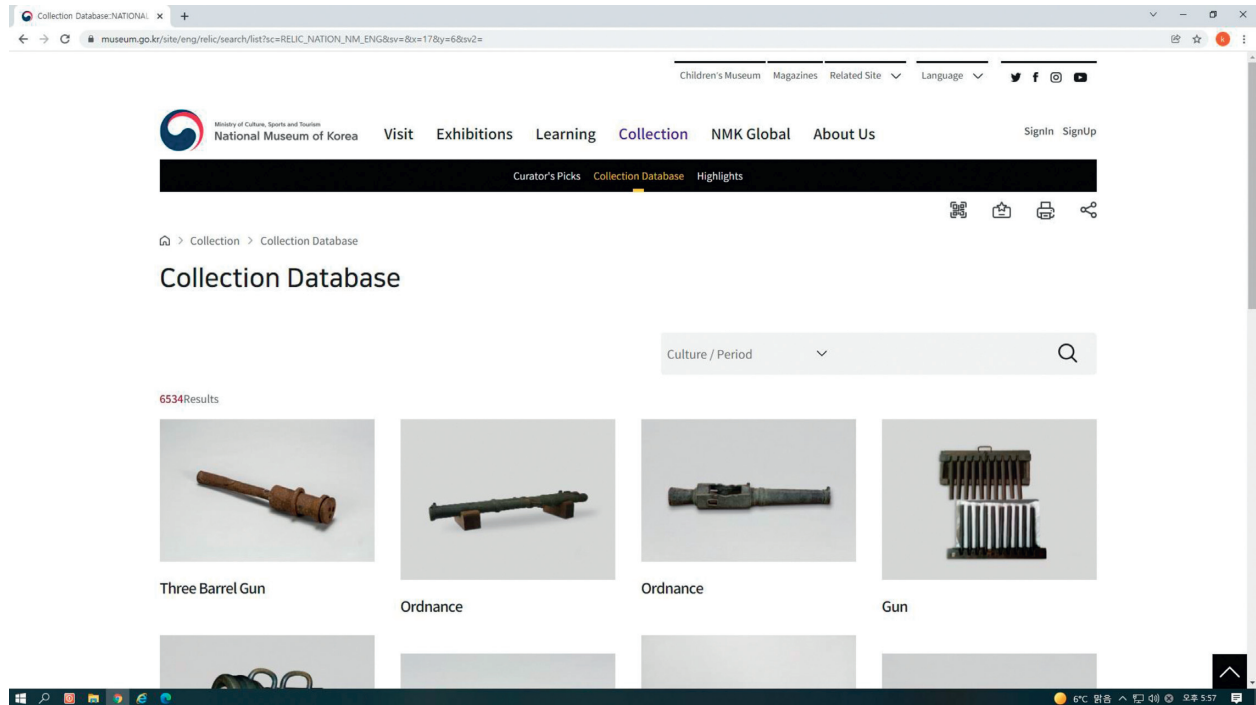 Collection Database::NATIONAL
museum.go.kr/site/eng/relic/search/list?sc=RELIC_NATION_NM_ENG&sv=&x=17&y=6&sv2=
Children's Museum Magazines Related Site Language
Ministry of Culture, Sports and Tourism
National Museum of Korea
Visit Exhibitions Learning Collection NMK Global About Us
SignIn SignUp
Curator's Picks Collection Database Highlights
Collection > Collection Database
Collection Database
Culture / Period
6534Results
Three Barrel Gun
Ordnance
Ordnance
Gun
6°C 맑음 오후 5:57